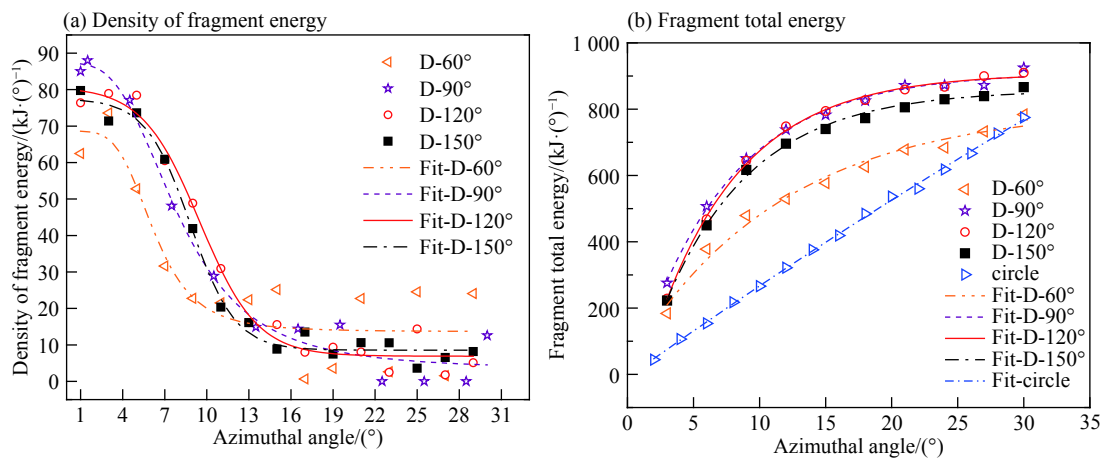 (a) Density of fragment energy
Density of fragment energy/(kJ·(°)⁻¹)
90
80
70
60
50
40
30
20
10
0
1 4 7 10 13 16 19 22 25 28 31
Azimuthal angle/(°)
D-60°
D-90°
D-120°
D-150°
Fit-D-60°
Fit-D-90°
Fit-D-120°
Fit-D-150°
(b) Fragment total energy
Fragment total energy/(kJ·(°)⁻¹)
1 000
800
600
400
200
0
0 5 10 15 20 25 30 35
Azimuthal angle/(°)
D-60°
D-90°
D-120°
D-150°
circle
Fit-D-60°
Fit-D-90°
Fit-D-120°
Fit-D-150°
Fit-circle